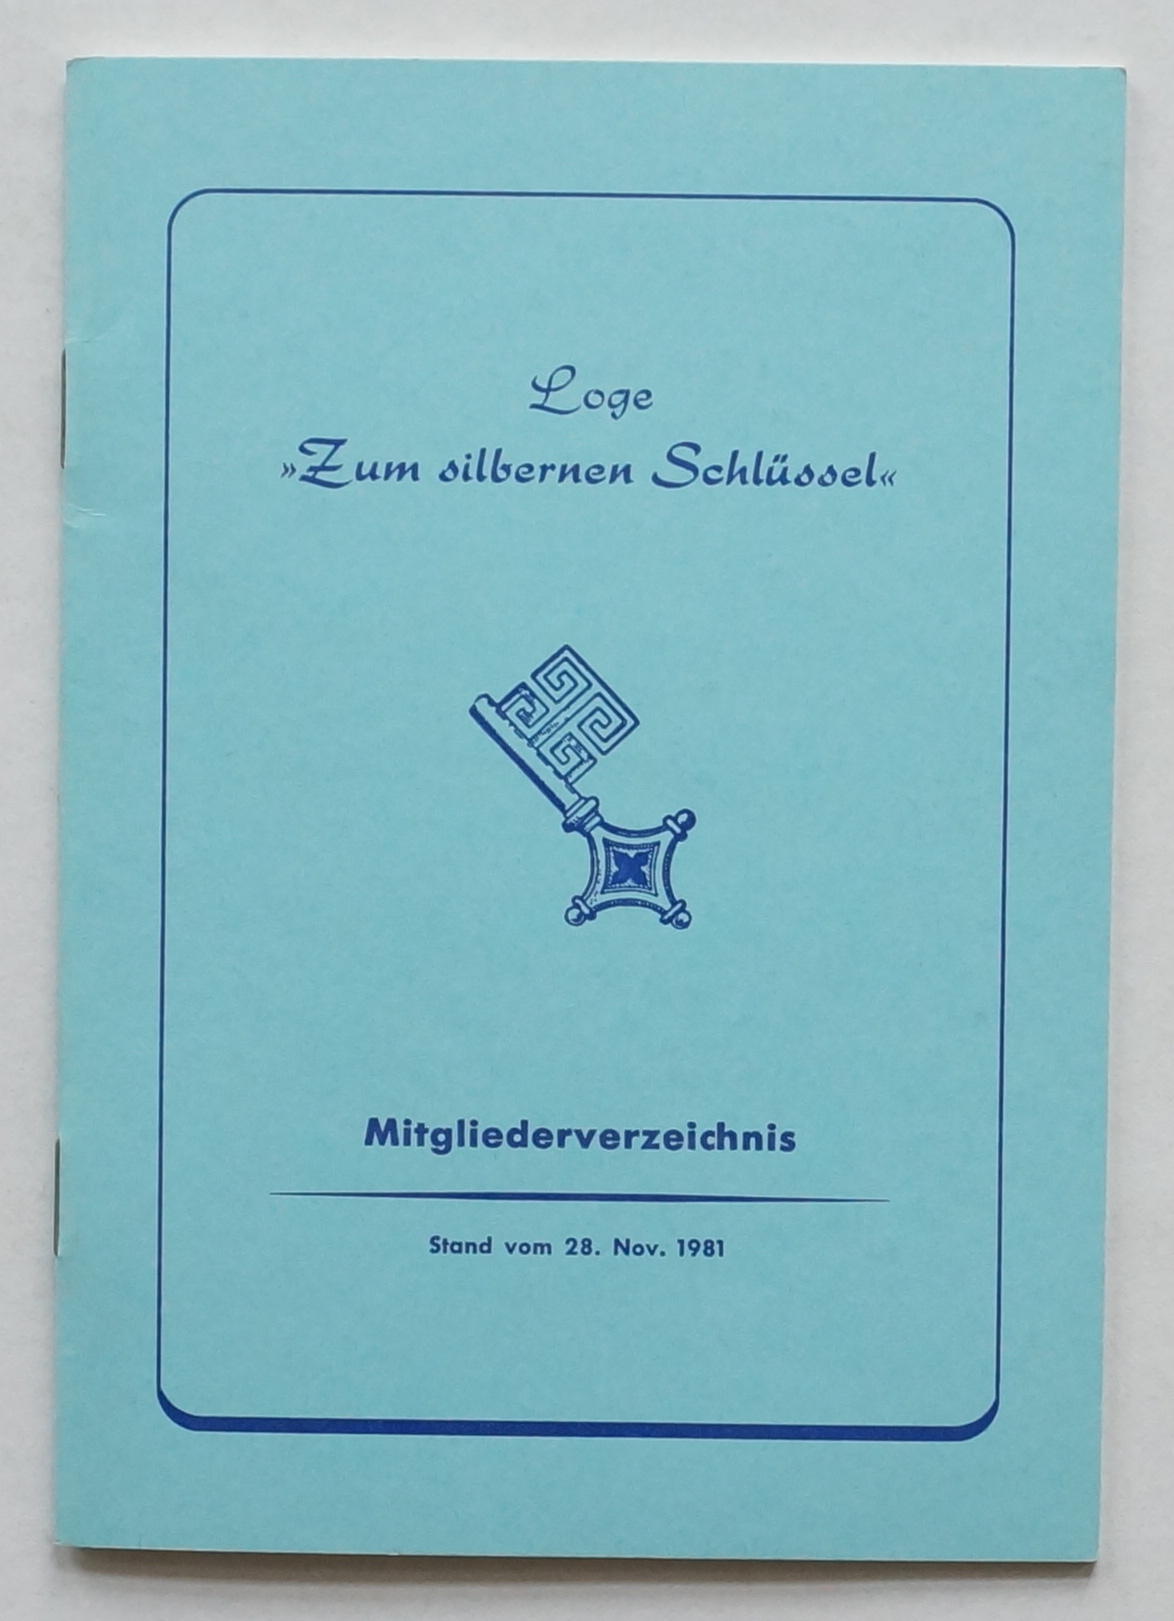 Loge
»Zum silbernen Schlüssel«
Mitgliederverzeichnis
Stand vom 28. Nov. 1981